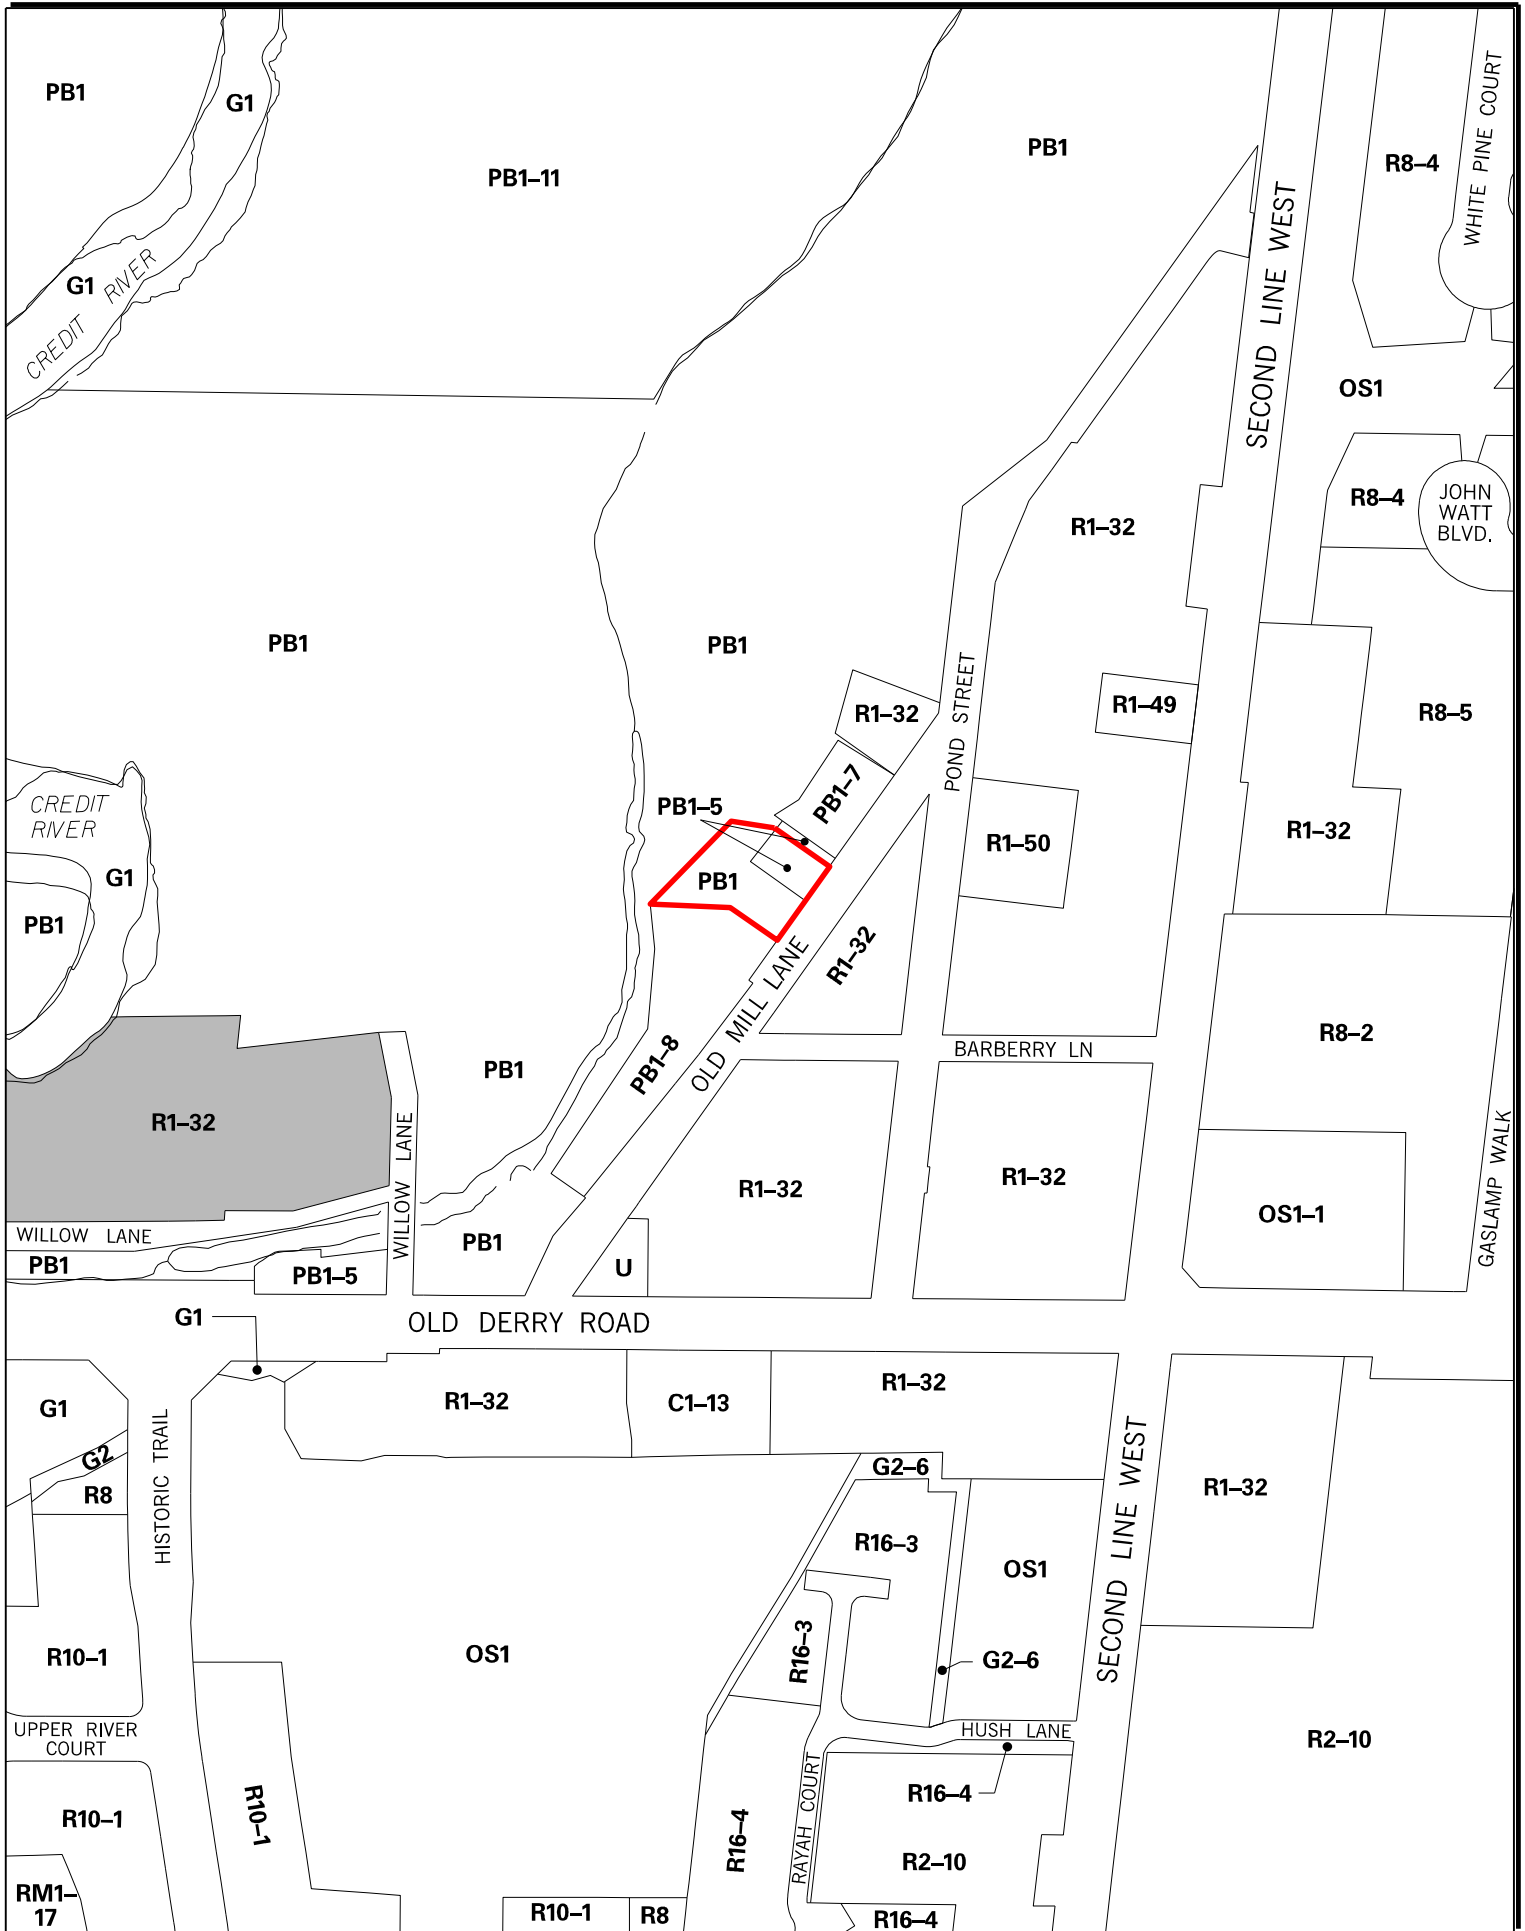 PB1
G1
PB1–11
PB1
R8–4
WHITE PINE COURT
G1
CREDIT RIVER
SECOND LINE WEST
OS1
R8–4
JOHN
WATT
BLVD.
R1–32
PB1
PB1
R1–32
POND STREET
R1–49
R8–5
PB1–7
PB1–5
CREDIT
RIVER
R1–50
R1–32
G1
PB1
PB1
R1–32
OLD MILL LANE
R8–2
BARBERRY LN
PB1
PB1–8
R1–32
WILLOW LANE
R1–32
R1–32
GASLAMP WALK
OS1–1
WILLOW LANE
PB1
PB1
PB1–5
U
G1
OLD DERRY ROAD
G1
R1–32
C1–13
R1–32
HISTORIC TRAIL
G2
R8
G2–6
SECOND LINE WEST
R1–32
R16–3
OS1
R16–3
R10–1
OS1
G2–6
UPPER RIVER
COURT
HUSH LANE
R2–10
R10–1
R10–1
R16–4
RAYAH COURT
R16–4
R2–10
RM1–
17
R10–1
R8
R16–4